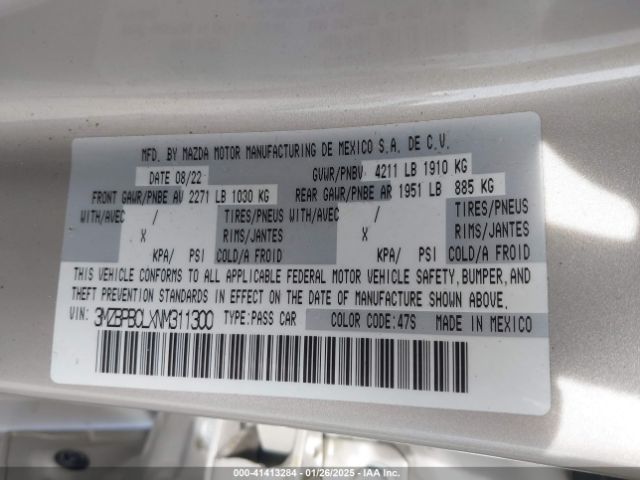 MFD. BY MAZDA MOTOR MANUFACTURING DE MEXICO S.A. DE C.V.
DATE 08/22 GVWR/PNBV 4211 LB 1910 KG
FRONT GAWR/PNBE AV 2271 LB 1030 KG REAR GAWR/PNBE AR 1951 LB 885 KG
WITH/AVEC / TIRES/PNEUS WITH/AVEC / TIRES/PNEUS
X RIMS/JANTES X RIMS/JANTES
KPA/ PSI COLD/A FROID KPA/ PSI COLD/A FROID
THIS VEHICLE CONFORMS TO ALL APPLICABLE FEDERAL MOTOR VEHICLE SAFETY, BUMPER, AND
THEFT PREVENTION STANDARDS IN EFFECT ON THE DATE OF MANUFACTURE SHOWN ABOVE.
VIN: 3MZBPBCLXNM311300 TYPE: PASS CAR COLOR CODE: 47S MADE IN MEXICO
000-41413284 - 01/26/2025 - IAAI.CA